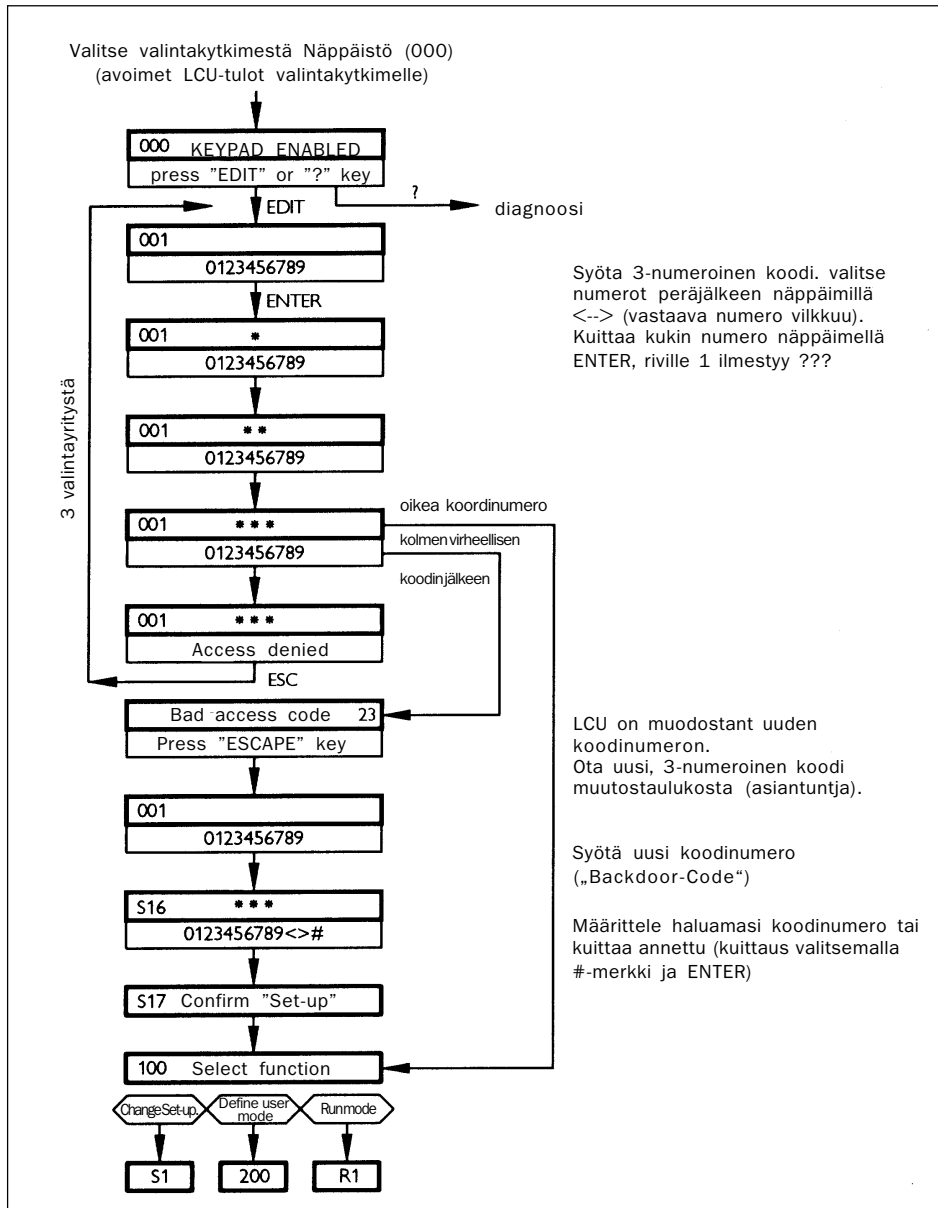 Valitse valintakytkimestä Näppäistö (000)
(avoimet LCU-tulot valintakytkimelle)
000 KEYPAD ENABLED
press "EDIT" or "?" key
?
EDIT
diagnoosi
001
0123456789
ENTER
001 *
0123456789
Syöta 3-numeroinen koodi. valitse
numerot peräjälkeen näppäimillä
<--> (vastaava numero vilkkuu).
Kuittaa kukin numero näppäimellä
ENTER, riville 1 ilmestyy ???
3 valintayritystä
001 * *
0123456789
001 * * *
0123456789
oikea koordinumero
kolmen virheellisen
koodin jälkeen
001 * * *
Access denied
ESC
Bad access code 23
Press "ESCAPE" key
LCU on muodostant uuden
koodinumeron.
Ota uusi, 3-numeroinen koodi
muutostaulukosta (asiantuntja).
001
0123456789
Syötä uusi koodinumero
(„Backdoor-Code“)
S16 * * *
0123456789<>#
Määrittele haluamasi koodinumero tai
kuittaa annettu (kuittaus valitsemalla
#-merkki ja ENTER)
S17 Confirm "Set-up"
100 Select function
Change Set-up.
Define user
mode
Runmode
S1
200
R1